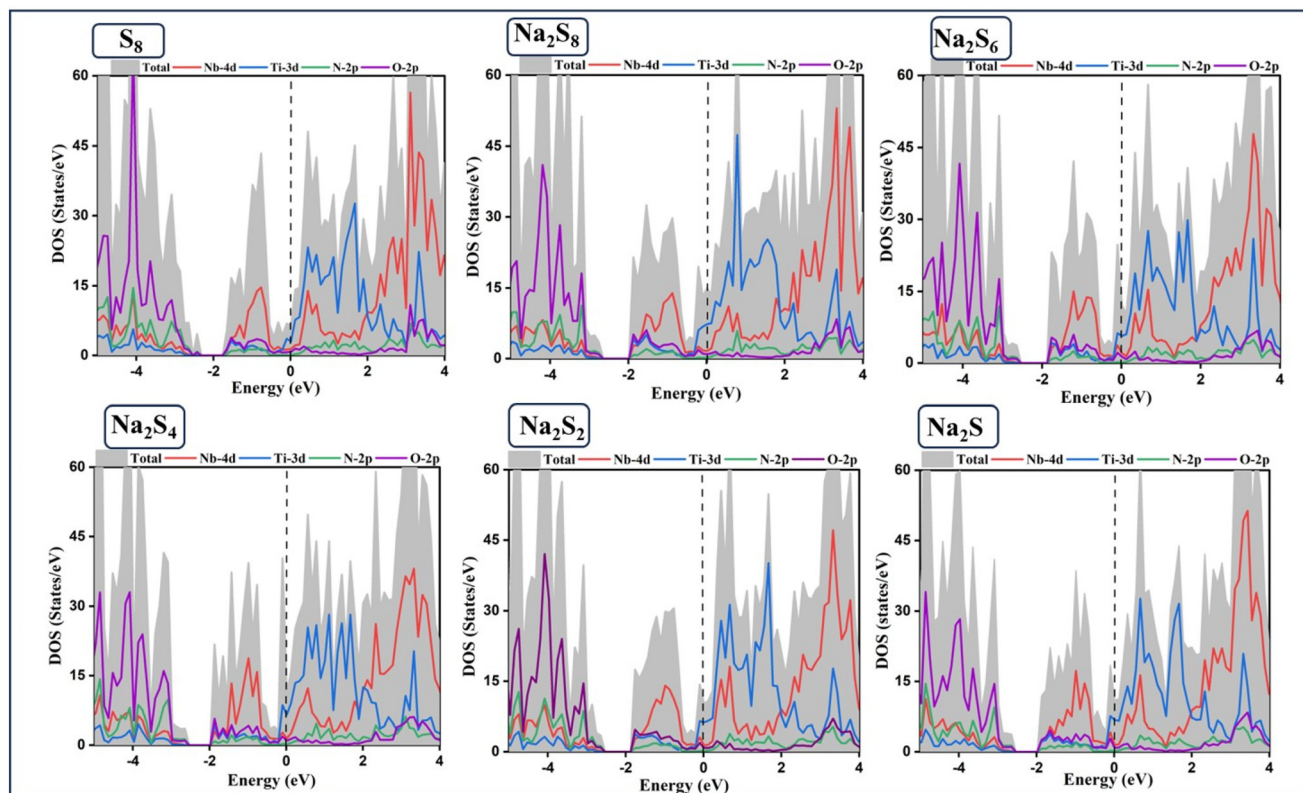 S₈
Total Nb-4d Ti-3d N-2p O-2p
60
45
30
15
0
DOS (States/eV)
-4 -2 0 2 4
Energy (eV)
Na₂S₈
Total Nb-4d Ti-3d N-2p O-2p
60
45
30
15
0
DOS (States/eV)
-4 -2 0 2 4
Energy (eV)
Na₂S₆
Total Nb-4d Ti-3d N-2p O-2p
60
45
30
15
0
DOS (States/eV)
-4 -2 0 2 4
Energy (eV)
Na₂S₄
Total Nb-4d Ti-3d N-2p O-2p
60
45
30
15
0
DOS (States/eV)
-4 -2 0 2 4
Energy (eV)
Na₂S₂
Total Nb-4d Ti-3d N-2p O-2p
60
45
30
15
0
DOS (States/eV)
-4 -2 0 2 4
Energy (eV)
Na₂S
Total Nb-4d Ti-3d N-2p O-2p
60
45
30
15
0
DOS (states/eV)
-4 -2 0 2 4
Energy (eV)